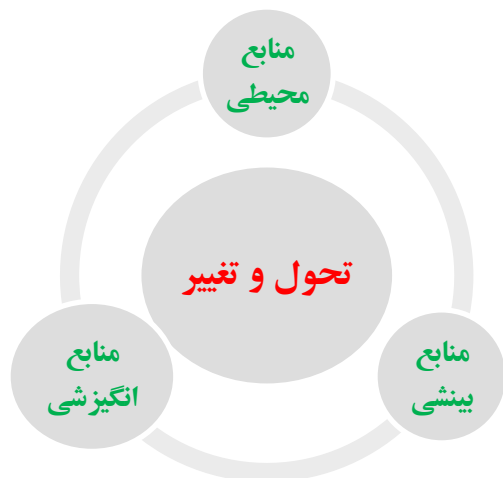 منابع
محیطی
تحول و تغییر
منابع
بینشی
منابع
انگیزشی